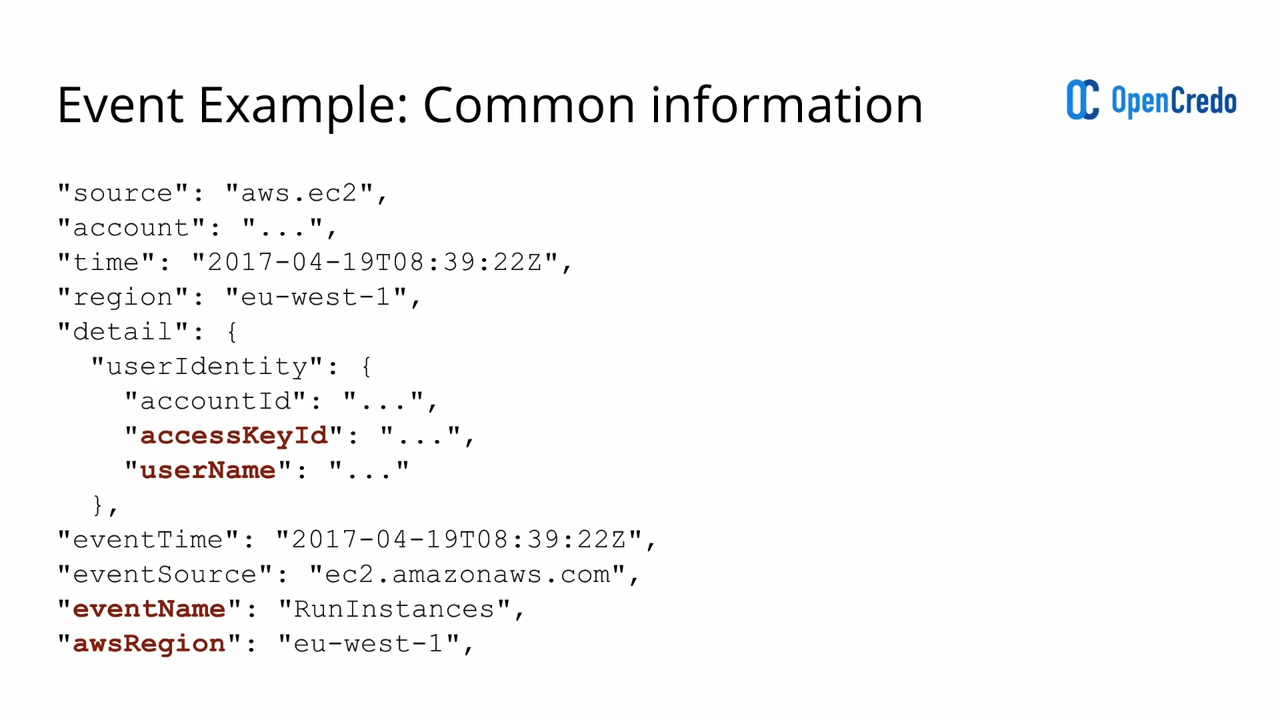 Event Example: Common information
OpenCredo
"source": "aws.ec2",
"account": "...",
"time": "2017-04-19T08:39:22Z",
"region": "eu-west-1",
"detail": {
  "userIdentity": {
    "accountId": "...",
    "accessKeyId": "...",
    "userName": "..."
  },
"eventTime": "2017-04-19T08:39:22Z",
"eventSource": "ec2.amazonaws.com",
"eventName": "RunInstances",
"awsRegion": "eu-west-1",